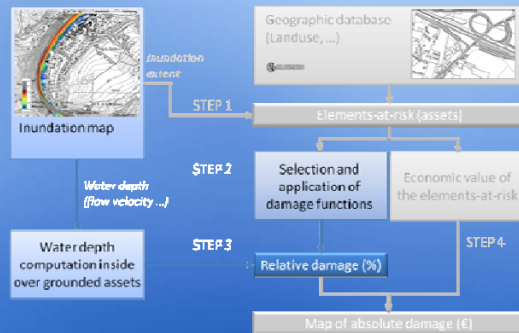 Geographic database
(Landuse, ...)
Inundation
extent
STEP 1
Elements-at-risk (assets)
Inundation map
STEP 2
Selection and
application of
damage functions
Economic value of
the elements-at-risk
Water depth
(flow velocity ...)
STEP 3
STEP 4
Water depth
computation inside
over grounded assets
Relative damage (%)
Map of absolute damage (€)